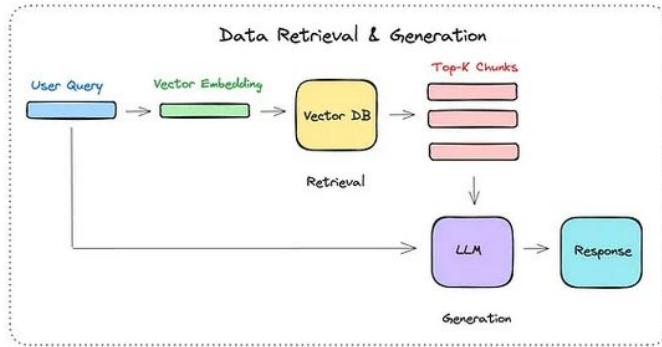 Data Retrieval & Generation
User Query
Vector Embedding
Vector DB
Top-K Chunks
Retrieval
LLM
Response
Generation